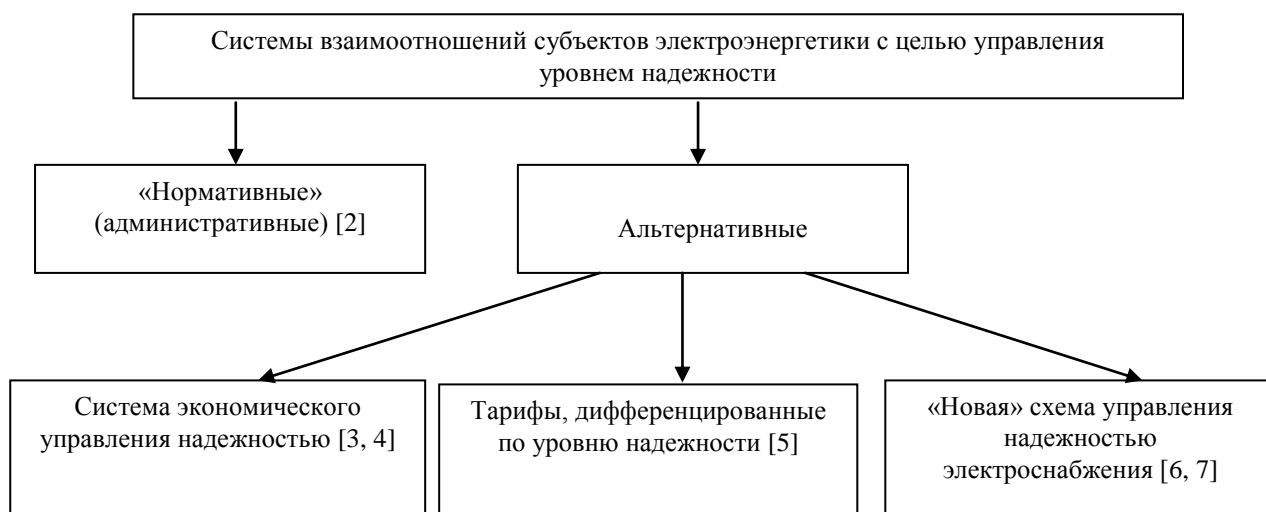 Системы взаимоотношений субъектов электроэнергетики с целью управления
уровнем надежности
«Нормативные»
(административные) [2]
Альтернативные
Система экономического
управления надежностью [3, 4]
Тарифы, дифференцированные
по уровню надежности [5]
«Новая» схема управления
надежностью
электроснабжения [6, 7]